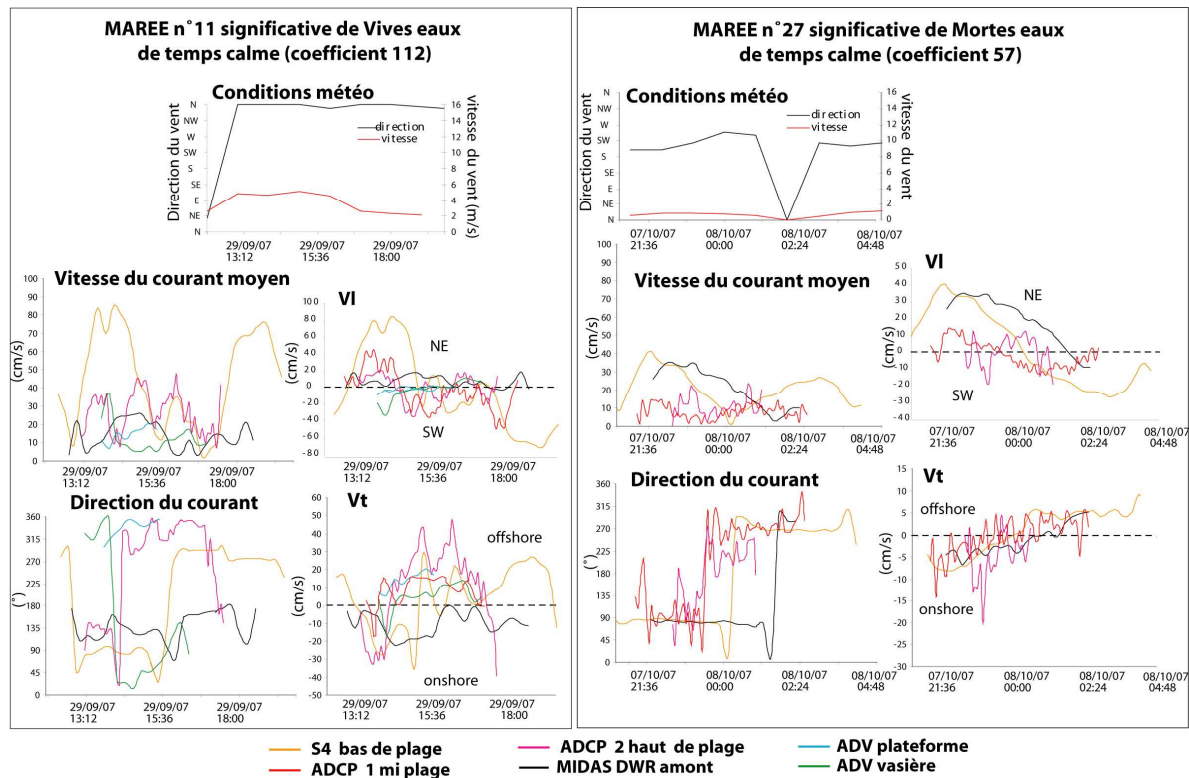 MAREE n°11 significative de Vives eaux
de temps calme (coefficient 112)
Conditions météo
Direction du vent
N
NW
W
SW
S
SE
E
NE
N
direction
vitesse
16
14
12
10
8
6
4
2
0
vitesse du vent (m/s)
29/09/07 13:12
29/09/07 15:36
29/09/07 18:00
Vitesse du courant moyen
(cm/s)
100
90
80
70
60
50
40
30
20
10
0
29/09/07 13:12
29/09/07 15:36
29/09/07 18:00
Vl
(cm/s)
100
80
60
40
20
0
-20
-40
-60
-80
NE
SW
29/09/07 13:12
29/09/07 15:36
29/09/07 18:00
Direction du courant
(°)
360
315
270
225
180
135
90
45
0
29/09/07 13:12
29/09/07 15:36
29/09/07 18:00
Vt
(cm/s)
60
50
40
30
20
10
0
-10
-20
-30
-40
-50
offshore
onshore
29/09/07 13:12
29/09/07 15:36
29/09/07 18:00
MAREE n°27 significative de Mortes eaux
de temps calme (coefficient 57)
Conditions météo
Direction du vent
N
NW
W
SW
S
SE
E
NE
N
direction
vitesse
16
14
12
10
8
6
4
2
0
vitesse du vent (m/s)
07/10/07 21:36
08/10/07 00:00
08/10/07 02:24
08/10/07 04:48
Vitesse du courant moyen
(cm/s)
100
90
80
70
60
50
40
30
20
10
0
07/10/07 21:36
08/10/07 00:00
08/10/07 02:24
08/10/07 04:48
Vl
(cm/s)
50
40
30
20
10
0
-10
-20
-30
-40
NE
SW
07/10/07 21:36
08/10/07 00:00
08/10/07 02:24
08/10/07 04:48
Direction du courant
(°)
360
315
270
225
180
135
90
45
0
07/10/07 21:36
08/10/07 00:00
08/10/07 02:24
08/10/07 04:48
Vt
(cm/s)
15
10
5
0
-5
-10
-15
-20
-25
-30
offshore
onshore
07/10/07 21:36
08/10/07 00:00
08/10/07 02:24
08/10/07 04:48
S4 bas de plage
ADCP 2 haut de plage
ADV plateforme
ADCP 1 mi plage
MIDAS DWR amont
ADV vasière